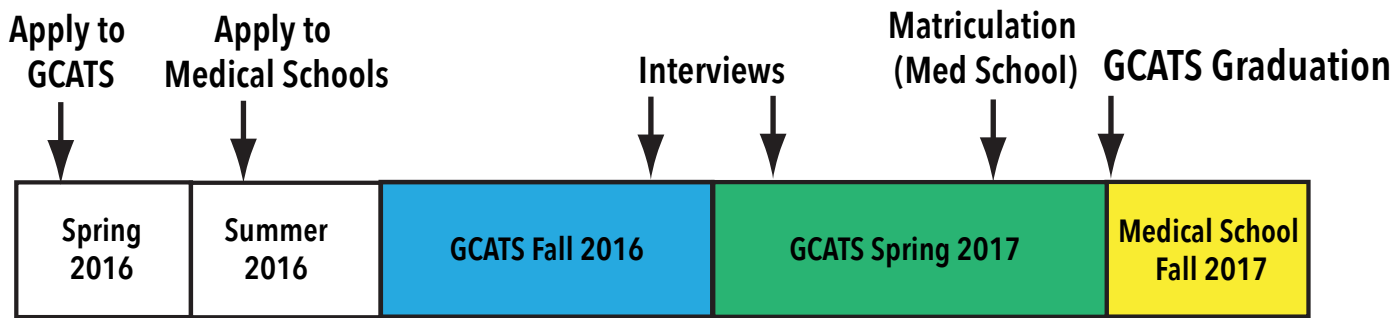 Apply to
GCATS
Apply to
Medical Schools
Interviews
Matriculation
(Med School)
GCATS Graduation
Spring
2016
Summer
2016
GCATS Fall 2016
GCATS Spring 2017
Medical School
Fall 2017